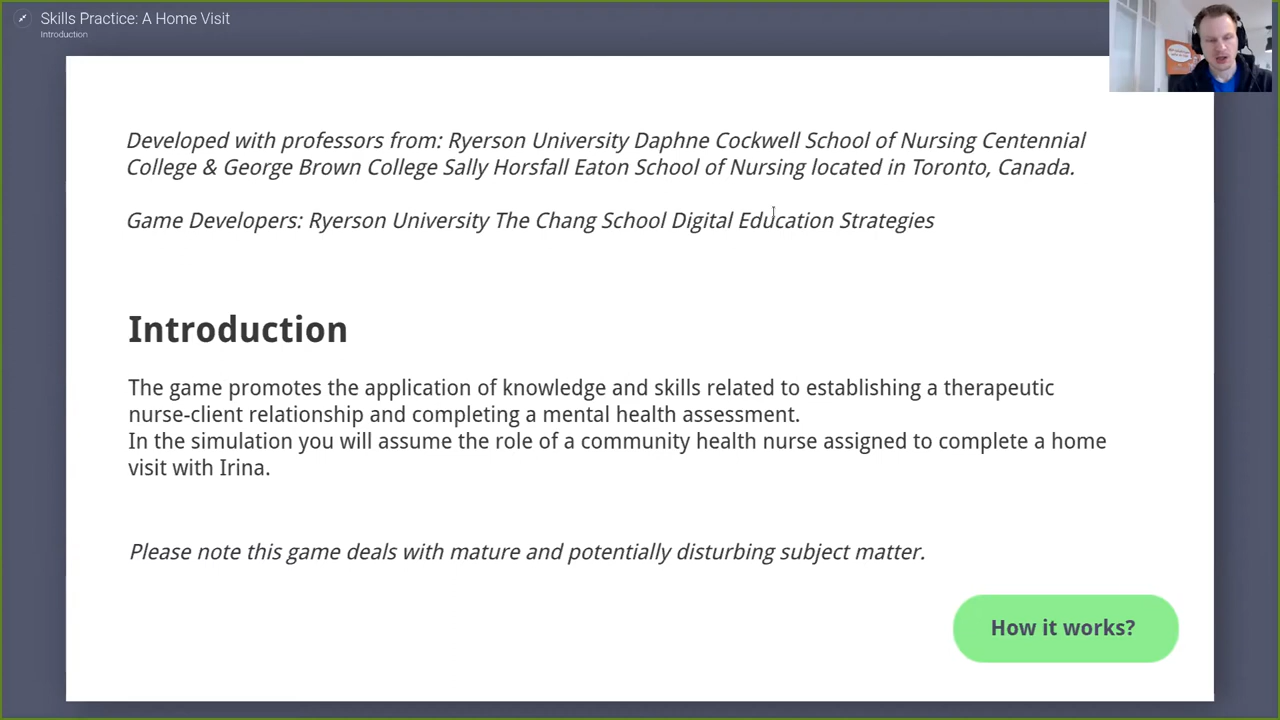 Skills Practice: A Home Visit
Introduction
Developed with professors from: Ryerson University Daphne Cockwell School of Nursing Centennial
College & George Brown College Sally Horsfall Eaton School of Nursing located in Toronto, Canada.
Game Developers: Ryerson University The Chang School Digital Education Strategies
Introduction
The game promotes the application of knowledge and skills related to establishing a therapeutic
nurse-client relationship and completing a mental health assessment.
In the simulation you will assume the role of a community health nurse assigned to complete a home
visit with Irina.
Please note this game deals with mature and potentially disturbing subject matter.
How it works?